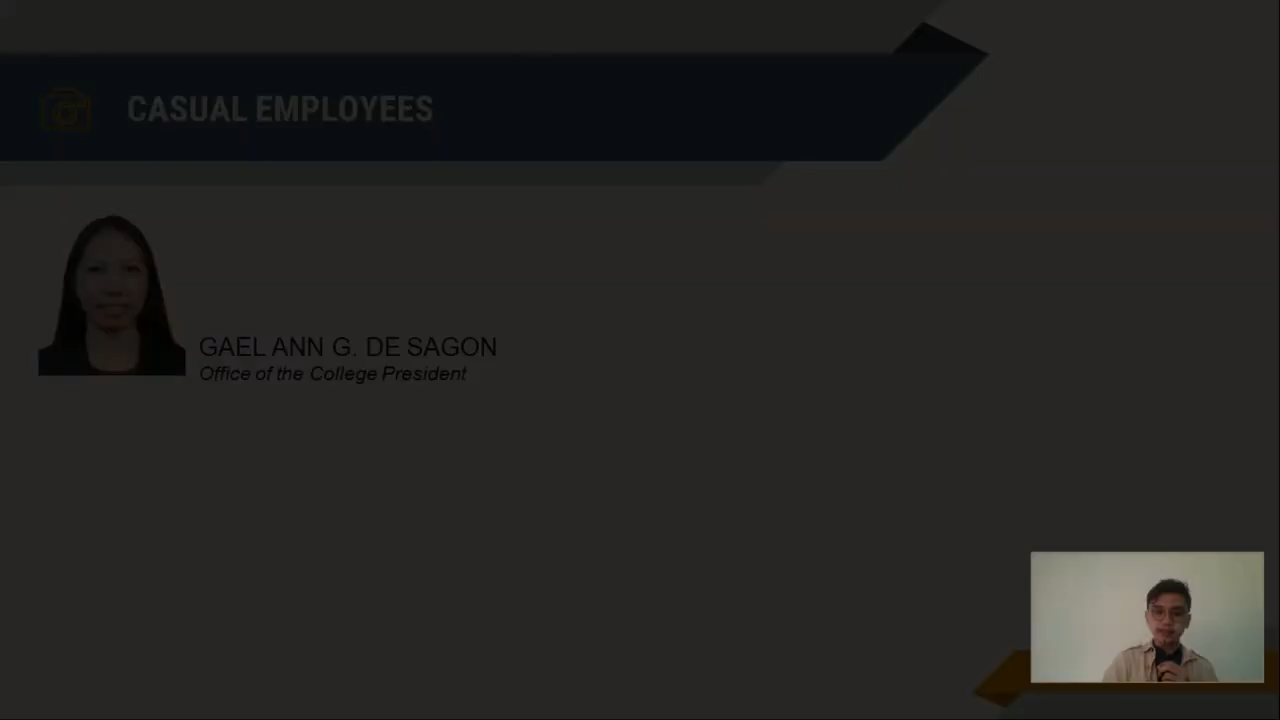 CASUAL EMPLOYEES
GAEL ANN G. DE SAGON
Office of the College President